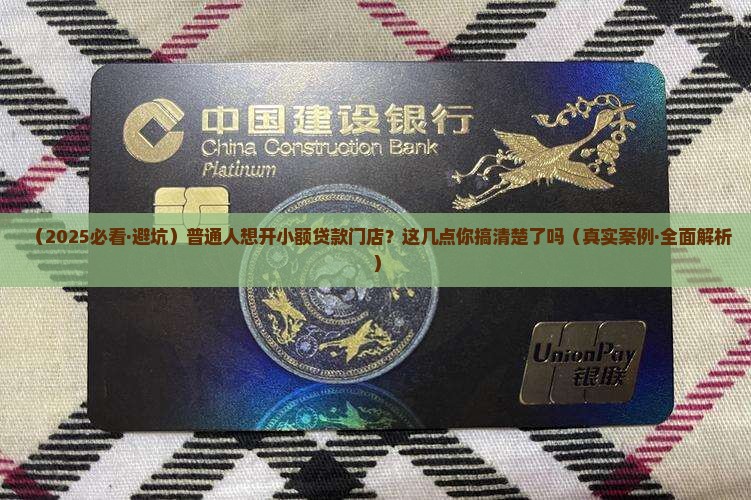 中国建设银行
China Construction Bank
Platinum
（2025必看·避坑）普通人想开小额贷款门店？这几点你搞清楚了吗（真实案例·全面解析
）
UnionPay
银联